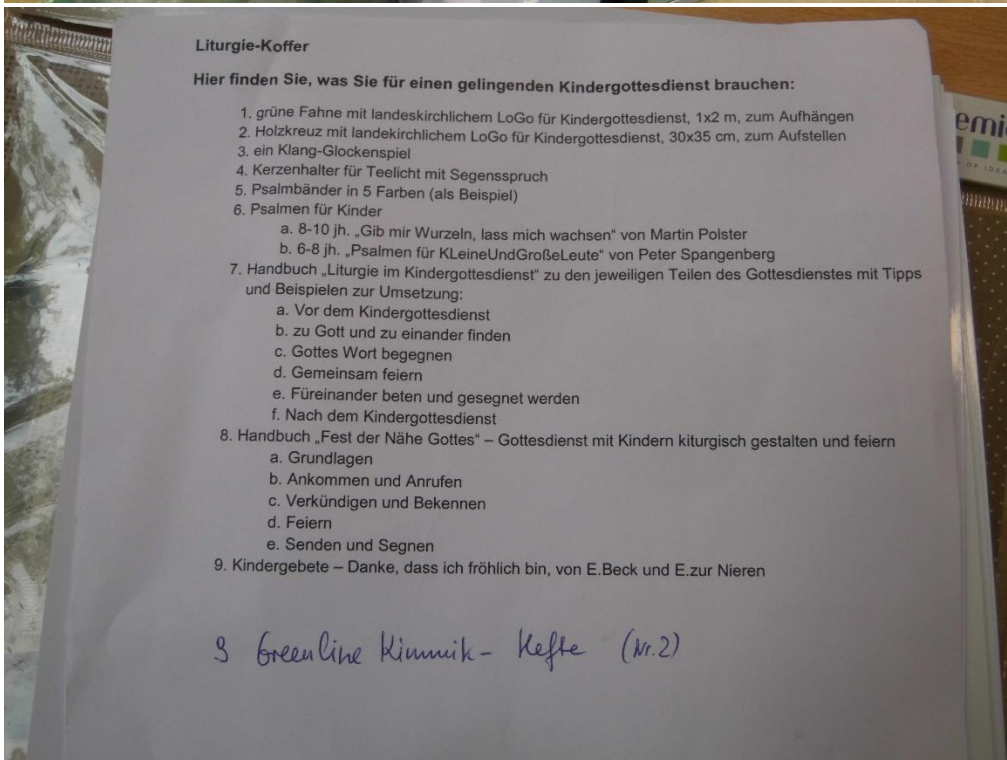 Liturgie-Koffer
Hier finden Sie, was Sie für einen gelingenden Kindergottesdienst brauchen:
1. grüne Fahne mit landeskirchlichem LoGo für Kindergottesdienst, 1x2 m, zum Aufhängen
2. Holzkreuz mit landekirchlichem LoGo für Kindergottesdienst, 30x35 cm, zum Aufstellen
3. ein Klang-Glockenspiel
4. Kerzenhalter für Teelicht mit Segensspruch
5. Psalmbänder in 5 Farben (als Beispiel)
6. Psalmen für Kinder
a. 8-10 jh. „Gib mir Wurzeln, lass mich wachsen“ von Martin Polster
b. 6-8 jh. „Psalmen für KLeineUndGroßeLeute“ von Peter Spangenberg
7. Handbuch „Liturgie im Kindergottesdienst“ zu den jeweiligen Teilen des Gottesdienstes mit Tipps
und Beispielen zur Umsetzung:
a. Vor dem Kindergottesdienst
b. zu Gott und zu einander finden
c. Gottes Wort begegnen
d. Gemeinsam feiern
e. Füreinander beten und gesegnet werden
f. Nach dem Kindergottesdienst
8. Handbuch „Fest der Nähe Gottes“ – Gottesdienst mit Kindern kiturgisch gestalten und feiern
a. Grundlagen
b. Ankommen und Anrufen
c. Verkündigen und Bekennen
d. Feiern
e. Senden und Segnen
9. Kindergebete – Danke, dass ich fröhlich bin, von E.Beck und E.zur Nieren
Greenline Kimmik- Hefte (Nr.2)